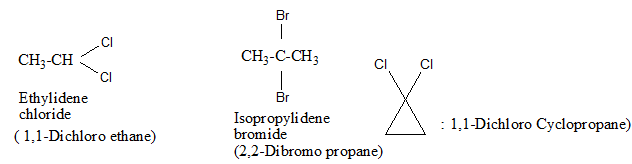 CH₃-CH
Cl
Cl
Ethylidene
chloride
( 1,1-Dichloro ethane)
Br
CH₃-C-CH₃
Br
Isopropylidene
bromide
(2,2-Dibromo propane)
Cl Cl
: 1,1-Dichloro Cyclopropane)